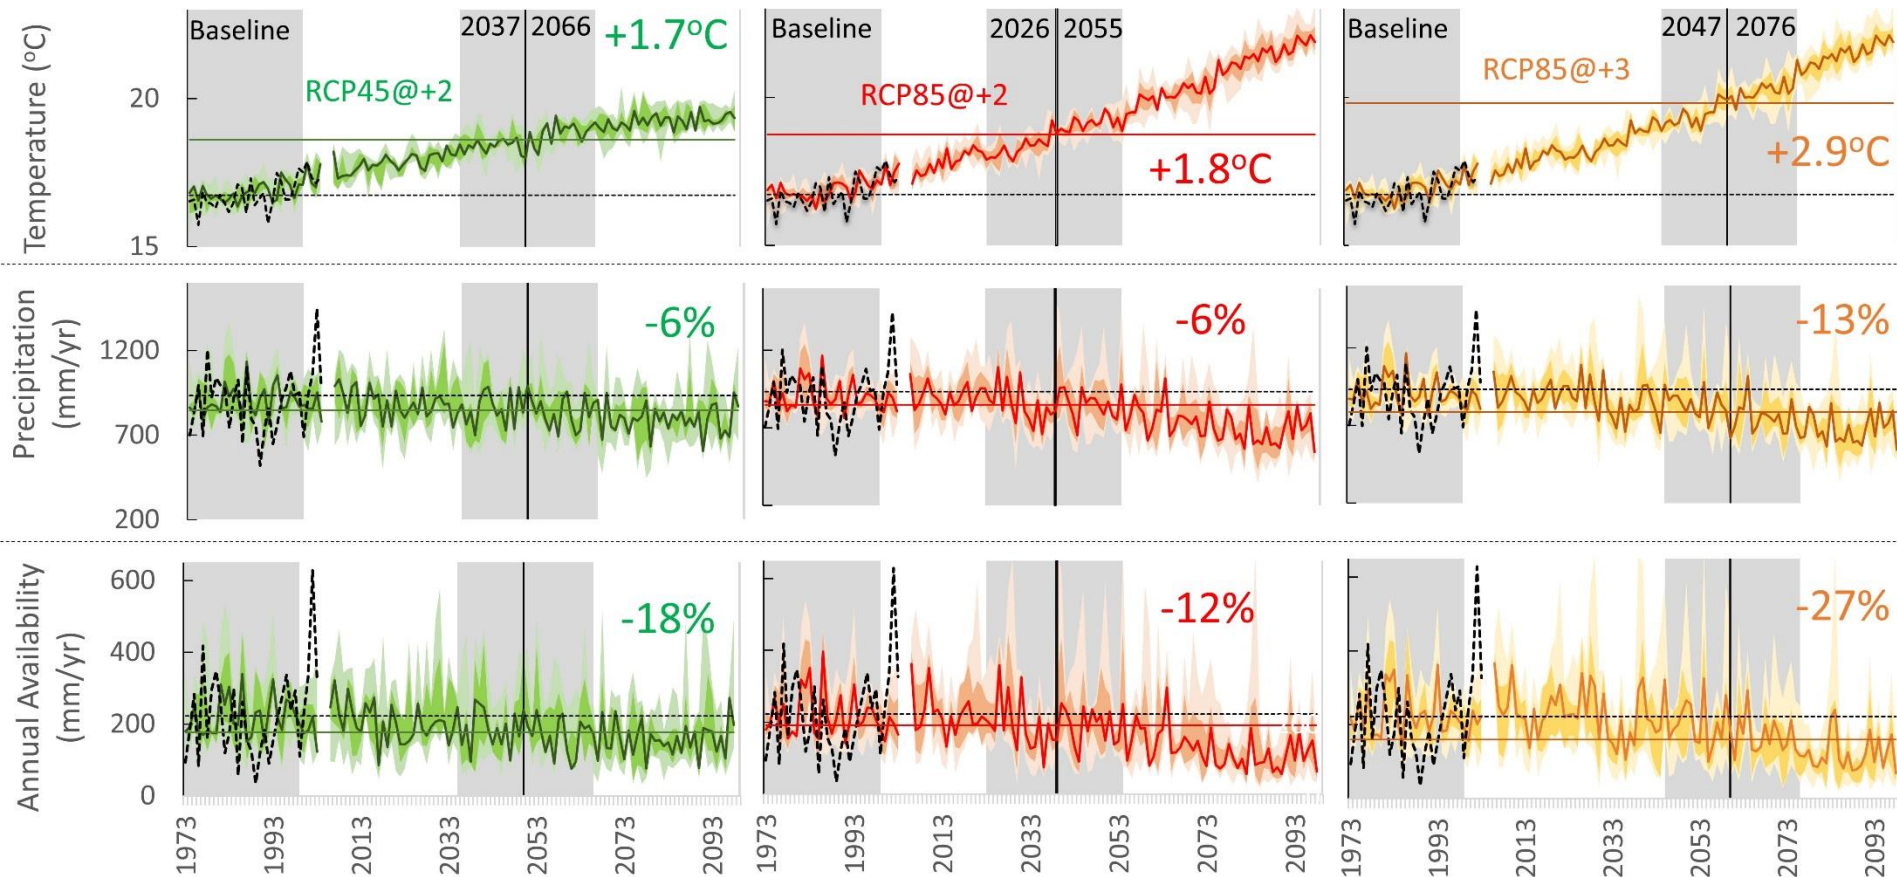 Temperature (°C)
20
15
Baseline
2037 2066
+1.7°C
RCP45@+2
Baseline
2026 2055
RCP85@+2
+1.8°C
Baseline
2047 2076
RCP85@+3
+2.9°C
Precipitation
(mm/yr)
1200
700
200
-6%
-6%
-13%
Annual Availability
(mm/yr)
600
400
200
0
-18%
-12%
-27%
1973 1993 2013 2033 2053 2073 2093
1973 1993 2013 2033 2053 2073 2093
1973 1993 2013 2033 2053 2073 2093